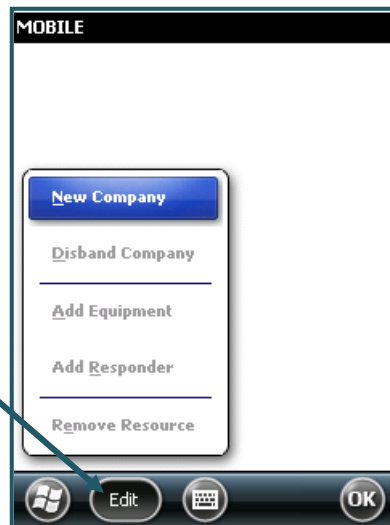 MOBILE
New Company
Disband Company
Add Equipment
Add Responder
Remove Resource
Edit
OK